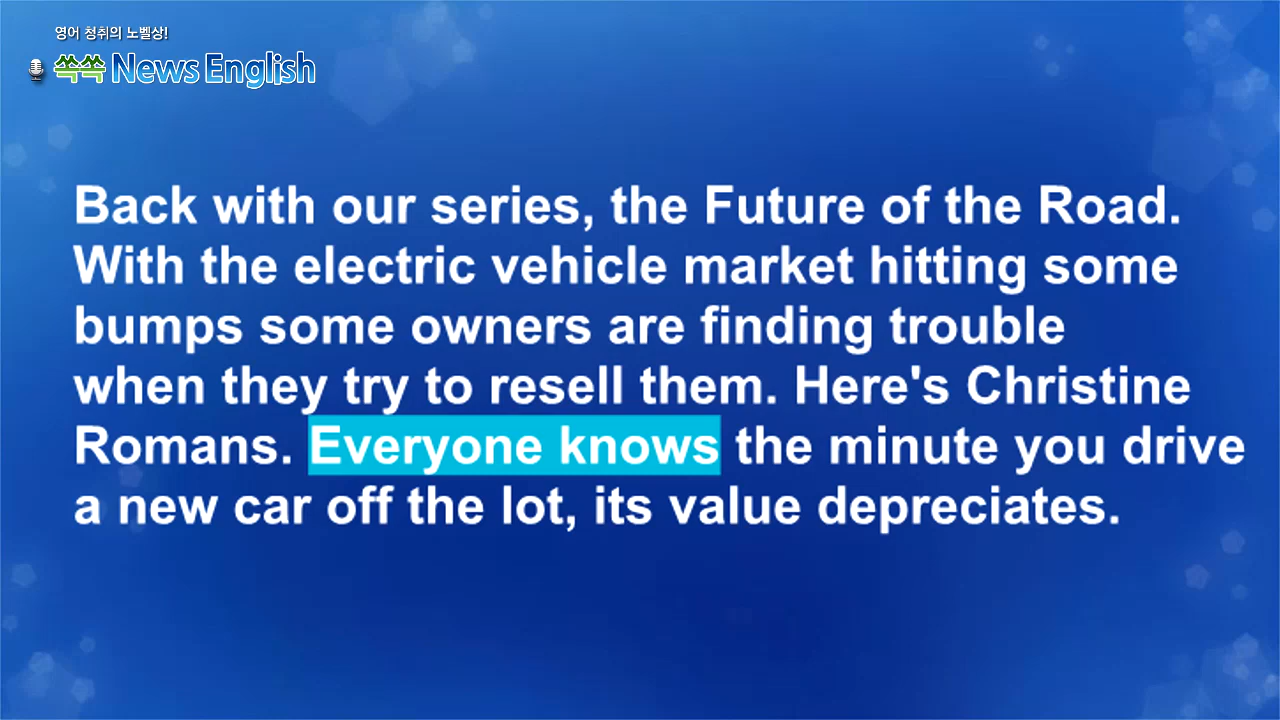 영어 청취의 노벨상!
쏙쏙 News English
Back with our series, the Future of the Road.
With the electric vehicle market hitting some
bumps some owners are finding trouble
when they try to resell them. Here's Christine
Romans. Everyone knows the minute you drive
a new car off the lot, its value depreciates.